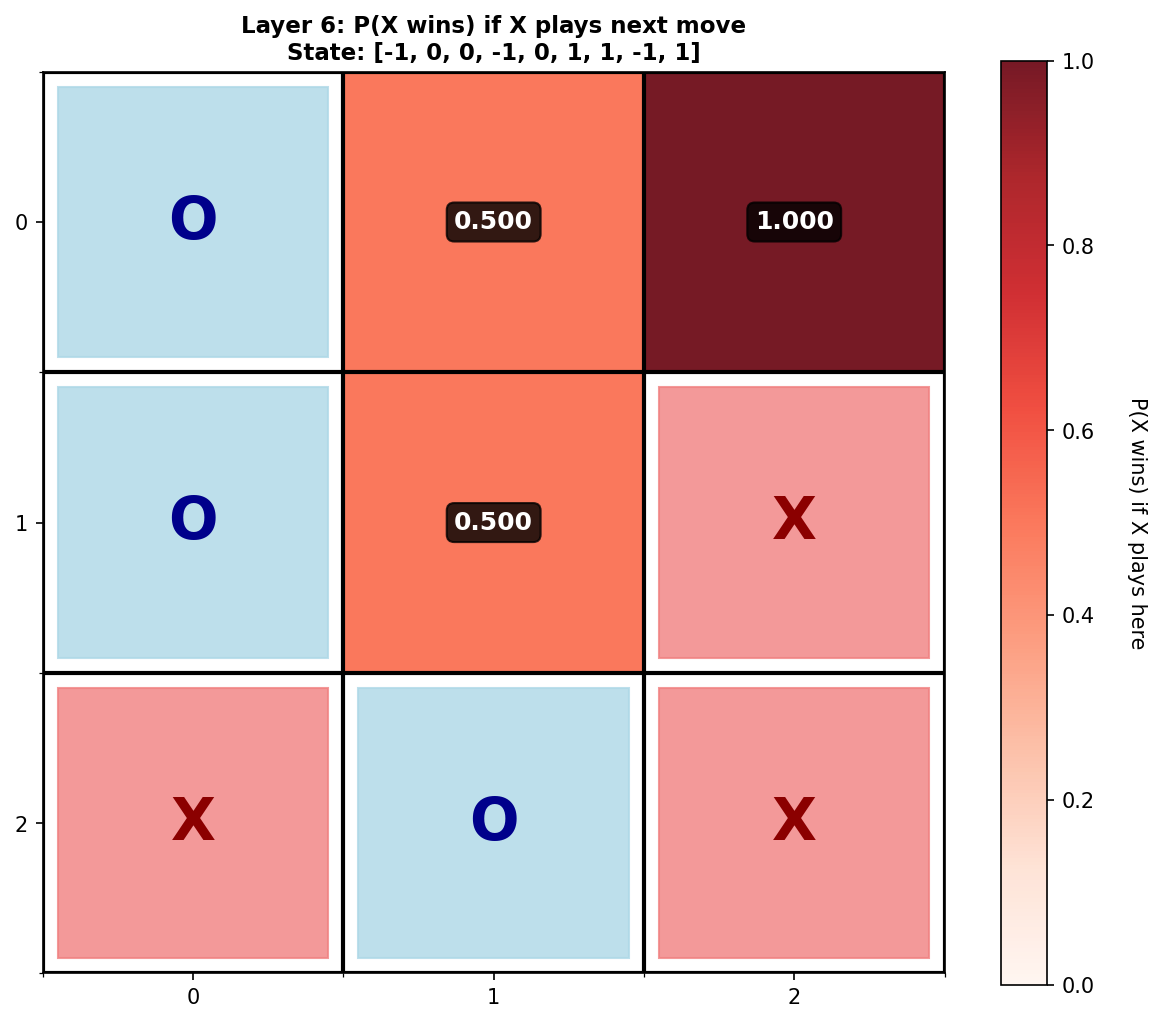 Layer 6: P(X wins) if X plays next move
State: [-1, 0, 0, -1, 0, 1, 1, -1, 1]
0
O
0.500
1.000
1
O
0.500
X
2
X
O
X
0
1
2
1.0
0.8
0.6
0.4
0.2
0.0
P(X wins) if X plays here